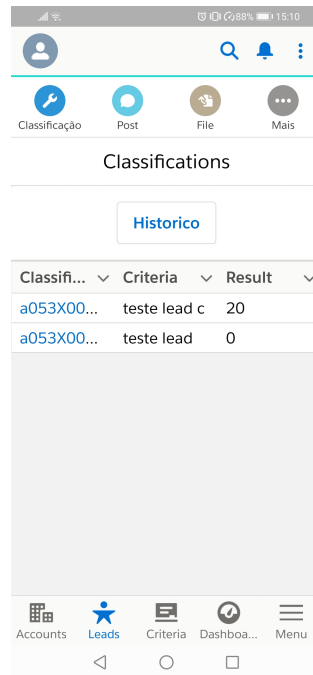 88% 15:10
Classificação Post File Mais
Classifications
Historico
Classifi... Criteria Result
a053X00... teste lead c 20
a053X00... teste lead 0
Accounts Leads Criteria Dashboa... Menu